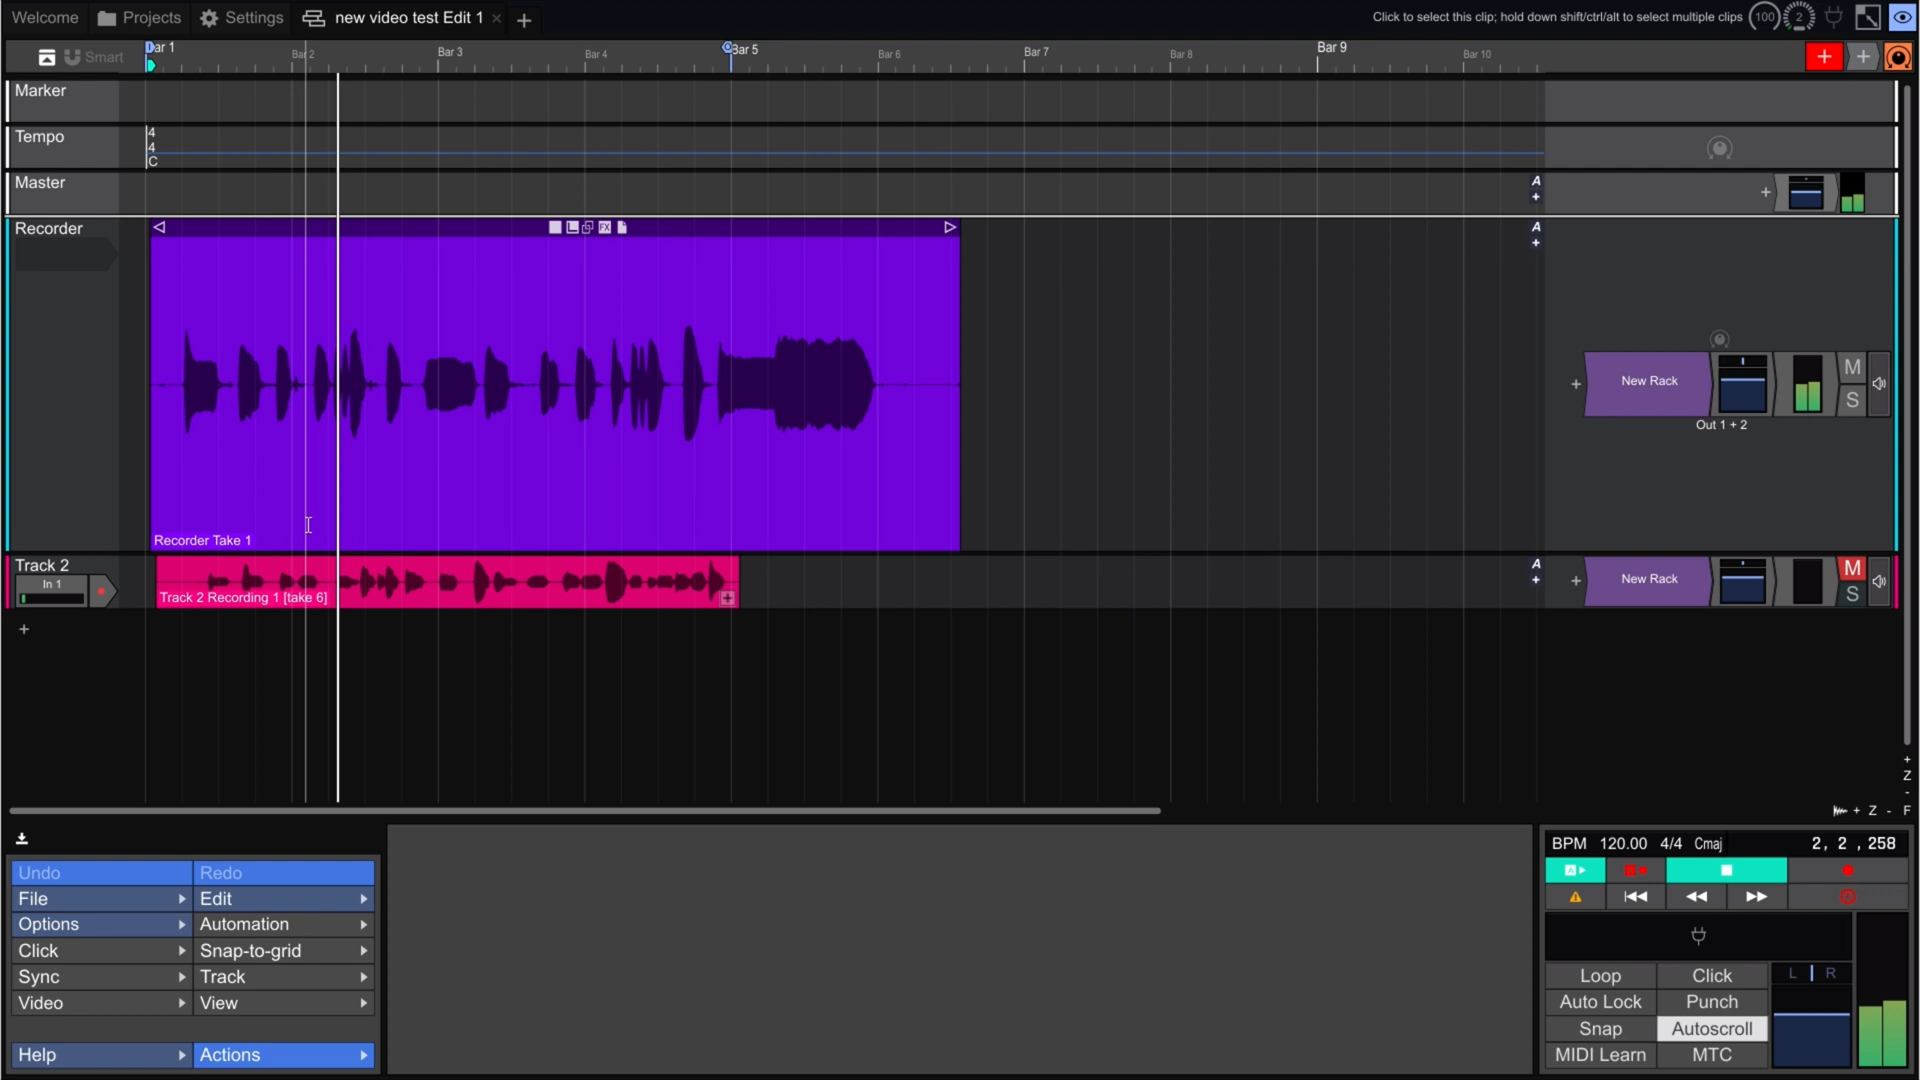 Welcome Projects Settings new video test Edit 1 × +
Click to select this clip; hold down shift/ctrl/alt to select multiple clips 100 2
Smart
Bar 1 Bar 2 Bar 3 Bar 4 Bar 5 Bar 6 Bar 7 Bar 8 Bar 9 Bar 10
Marker
Tempo
4
4
C
Master
A
+
Recorder
FX
A
+
New Rack
M
S
Out 1 + 2
Recorder Take 1
Track 2
In 1
Track 2 Recording 1 [take 6]
A
+
New Rack
M
S
+
+
Z
-
+ Z - F
BPM 120.00 4/4 Cmaj 2, 2 , 258
Undo Redo
File Edit
Options Automation
Click Snap-to-grid
Sync Track
Video View
Help Actions
Loop Click L R
Auto Lock Punch
Snap Autoscroll
MIDI Learn MTC